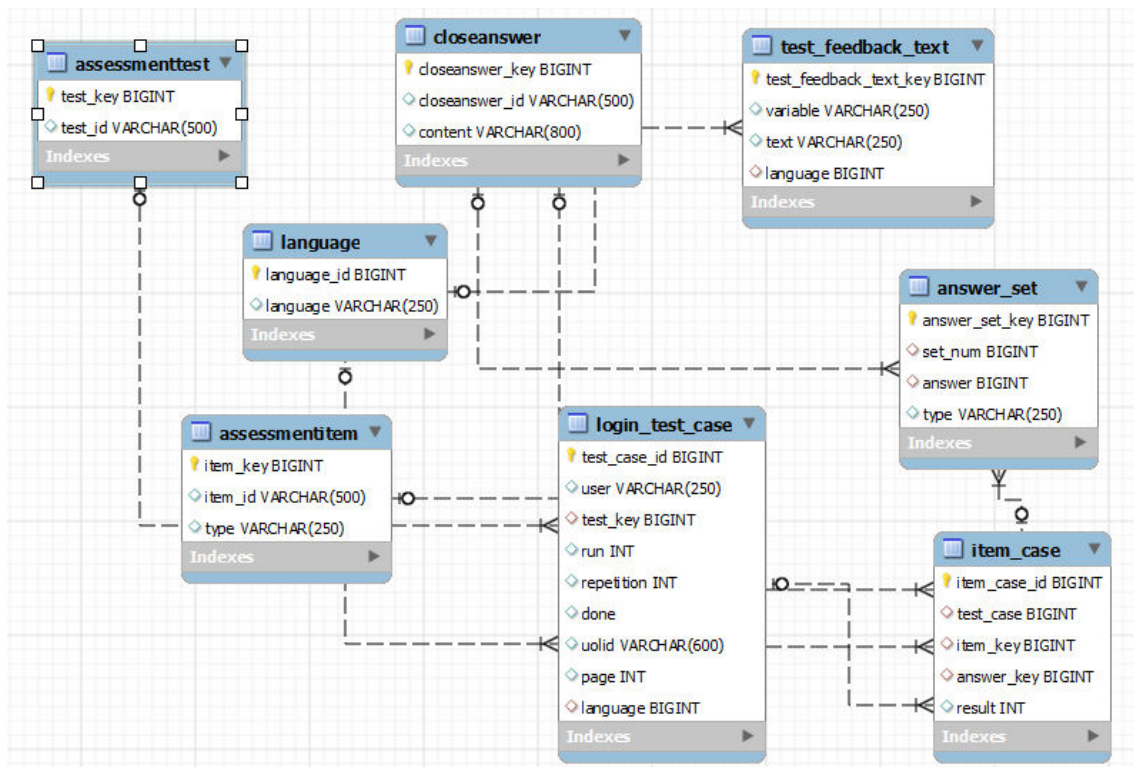 assessmenttest
test_key BIGINT
test_id VARCHAR(500)
Indexes
closeanswer
closeanswer_key BIGINT
closeanswer_id VARCHAR(500)
content VARCHAR(800)
Indexes
test_feedback_text
test_feedback_text_key BIGINT
variable VARCHAR(250)
text VARCHAR(250)
language BIGINT
Indexes
language
language_id BIGINT
language VARCHAR(250)
Indexes
answer_set
answer_set_key BIGINT
set_num BIGINT
answer BIGINT
type VARCHAR(250)
Indexes
assessmentitem
item_key BIGINT
item_id VARCHAR(500)
type VARCHAR(250)
Indexes
login_test_case
test_case_id BIGINT
user VARCHAR(250)
test_key BIGINT
run INT
repetition INT
done
uolid VARCHAR(600)
page INT
language BIGINT
Indexes
item_case
item_case_id BIGINT
test_case BIGINT
item_key BIGINT
answer_key BIGINT
result INT
Indexes